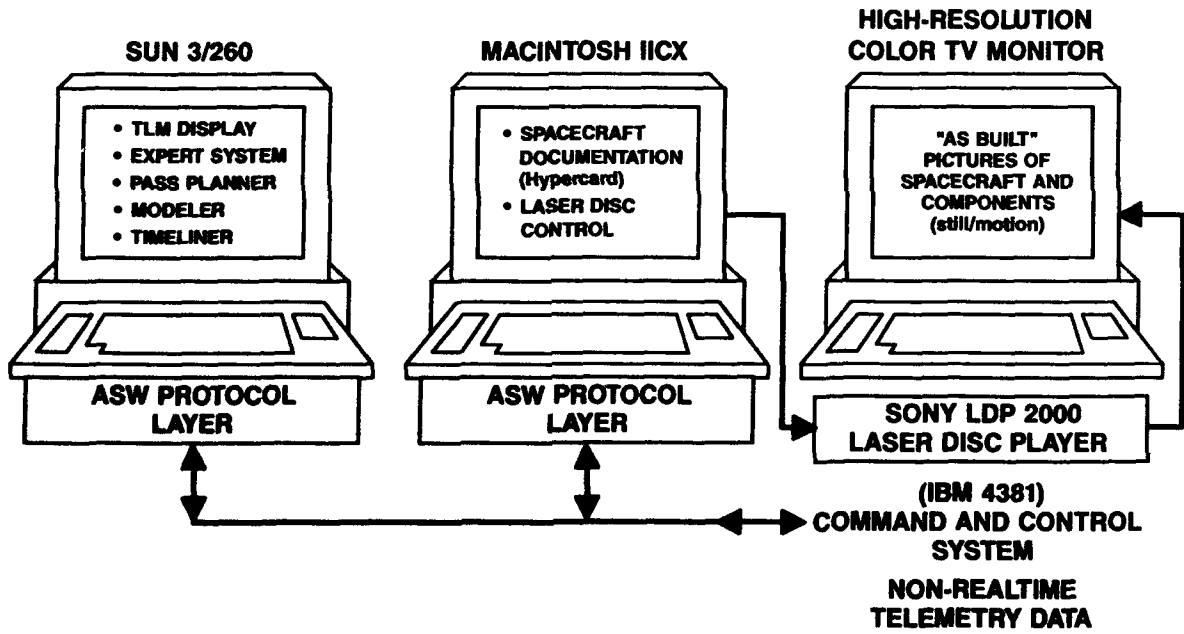 SUN 3/260
• TLM DISPLAY
• EXPERT SYSTEM
• PASS PLANNER
• MODELER
• TIMELINER
ASW PROTOCOL
LAYER
MACINTOSH IICX
• SPACECRAFT
DOCUMENTATION
(Hypercard)
• LASER DISC
CONTROL
ASW PROTOCOL
LAYER
HIGH-RESOLUTION
COLOR TV MONITOR
"AS BUILT"
PICTURES OF
SPACECRAFT AND
COMPONENTS
(still/motion)
SONY LDP 2000
LASER DISC PLAYER
(IBM 4381)
COMMAND AND CONTROL
SYSTEM
NON-REALTIME
TELEMETRY DATA